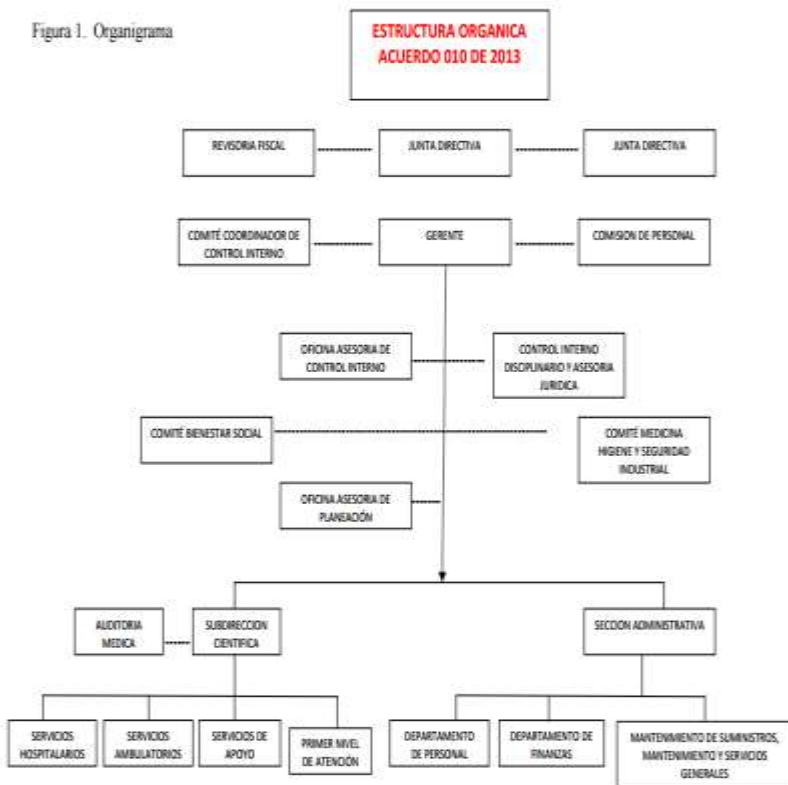 Figura 1. Organigrama
ESTRUCTURA ORGANICA
ACUERDO 010 DE 2013
REVISORIA FISCAL
JUNTA DIRECTIVA
JUNTA DIRECTIVA
COMITÉ COORDINADOR DE
CONTROL INTERNO
GERENTE
COMISION DE PERSONAL
OFICINA ASESORIA DE
CONTROL INTERNO
CONTROL INTERNO
DISCIPLINARIO Y ASESORIA
JURIDICA
COMITÉ BIENESTAR SOCIAL
COMITÉ MEDICINA
HIGIENE Y SEGURIDAD
INDUSTRIAL
OFICINA ASESORIA DE
PLANEACIÓN
AUDITORIA
MEDICA
SUBDIRECCION
CIENTIFICA
SECCION ADMINISTRATIVA
SERVICIOS
HOSPITALARIOS
SERVICIOS
AMBULATORIOS
SERVICIOS DE
APOYO
PRIMER NIVEL
DE ATENCIÓN
DEPARTAMENTO
DE PERSONAL
DEPARTAMENTO DE
FINANZAS
MANTENIMIENTO DE SUMINISTROS,
MANTENIMIENTO Y SERVICIOS
GENERALES